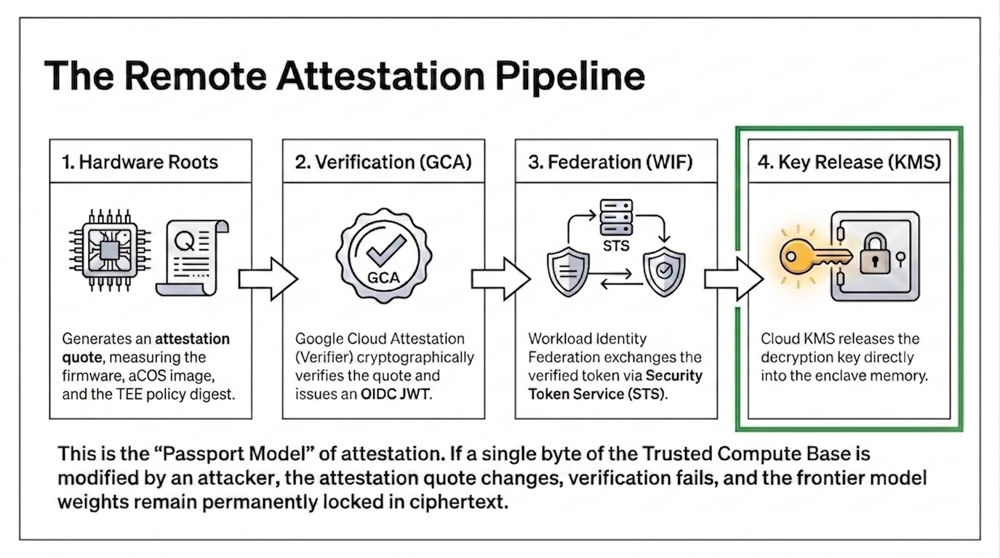 The Remote Attestation Pipeline
1. Hardware Roots
Q
Generates an attestation
quote, measuring the
firmware, aCOS image,
and the TEE policy digest.
2. Verification (GCA)
GCA
Google Cloud Attestation
(Verifier) cryptographically
verifies the quote and
issues an OIDC JWT.
3. Federation (WIF)
STS
Workload Identity
Federation exchanges the
verified token via Security
Token Service (STS).
4. Key Release (KMS)
Cloud KMS releases the
decryption key directly
into the enclave memory.
This is the “Passport Model” of attestation. If a single byte of the Trusted Compute Base is
modified by an attacker, the attestation quote changes, verification fails, and the frontier model
weights remain permanently locked in ciphertext.